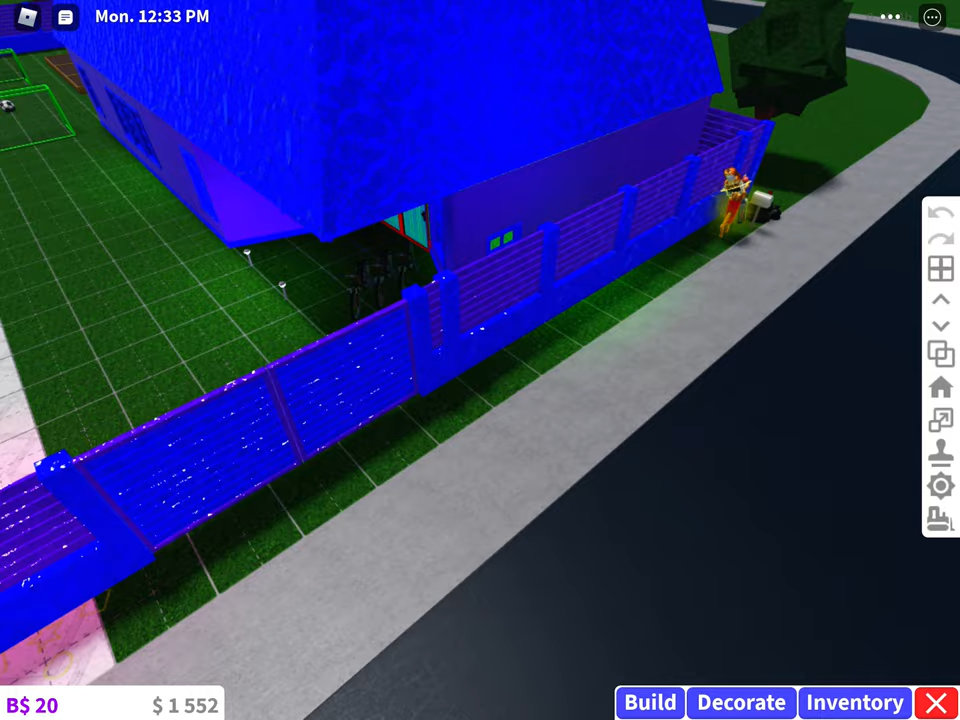 Mon. 12:33 PM
B$ 20
$ 1 552
Build
Decorate
Inventory